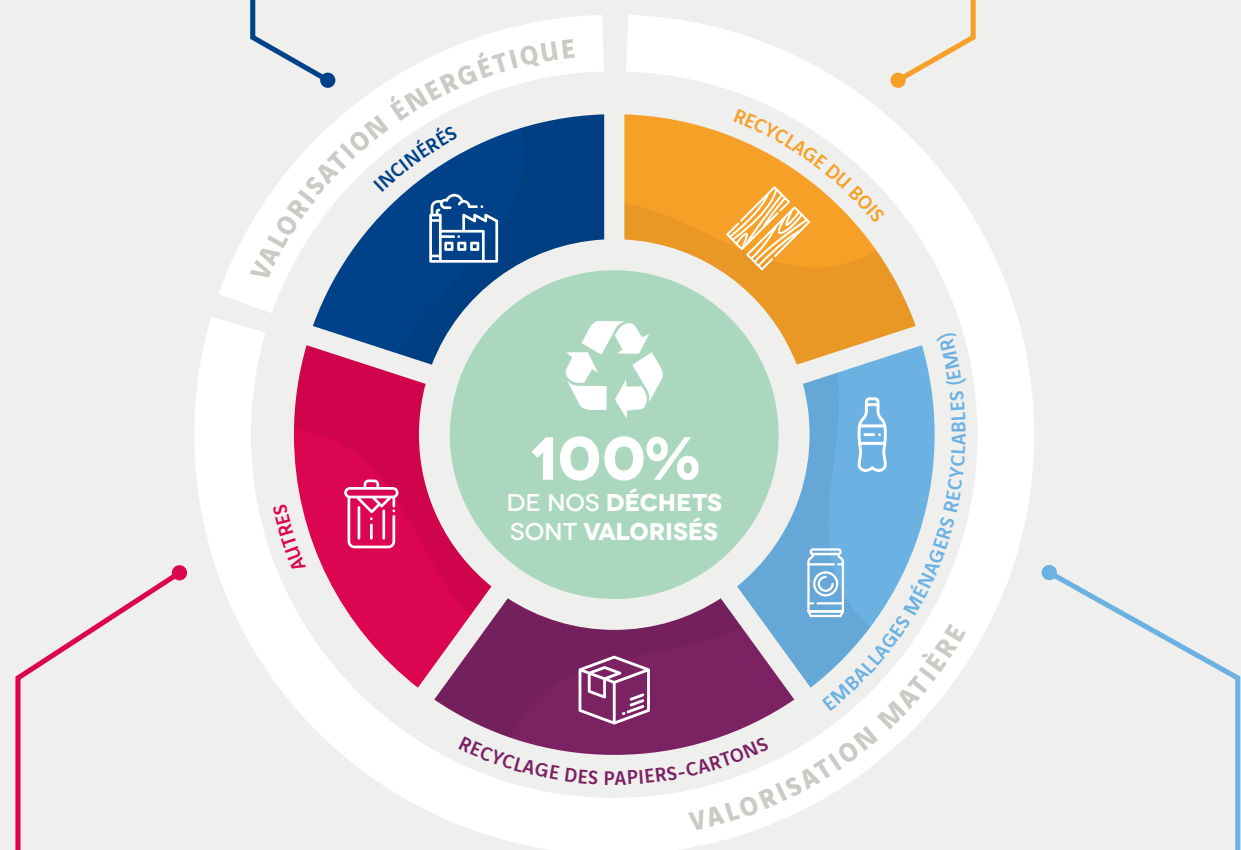 VALORISATION ÉNERGÉTIQUE
INCINÉRÉS
RECYCLAGE DU BOIS
EMBALLAGES MÉNAGERS RECYCLABLES (EMR)
100%
DE NOS DÉCHETS
SONT VALORISÉS
AUTRES
RECYCLAGE DES PAPIERS-CARTONS
VALORISATION MATIÈRE